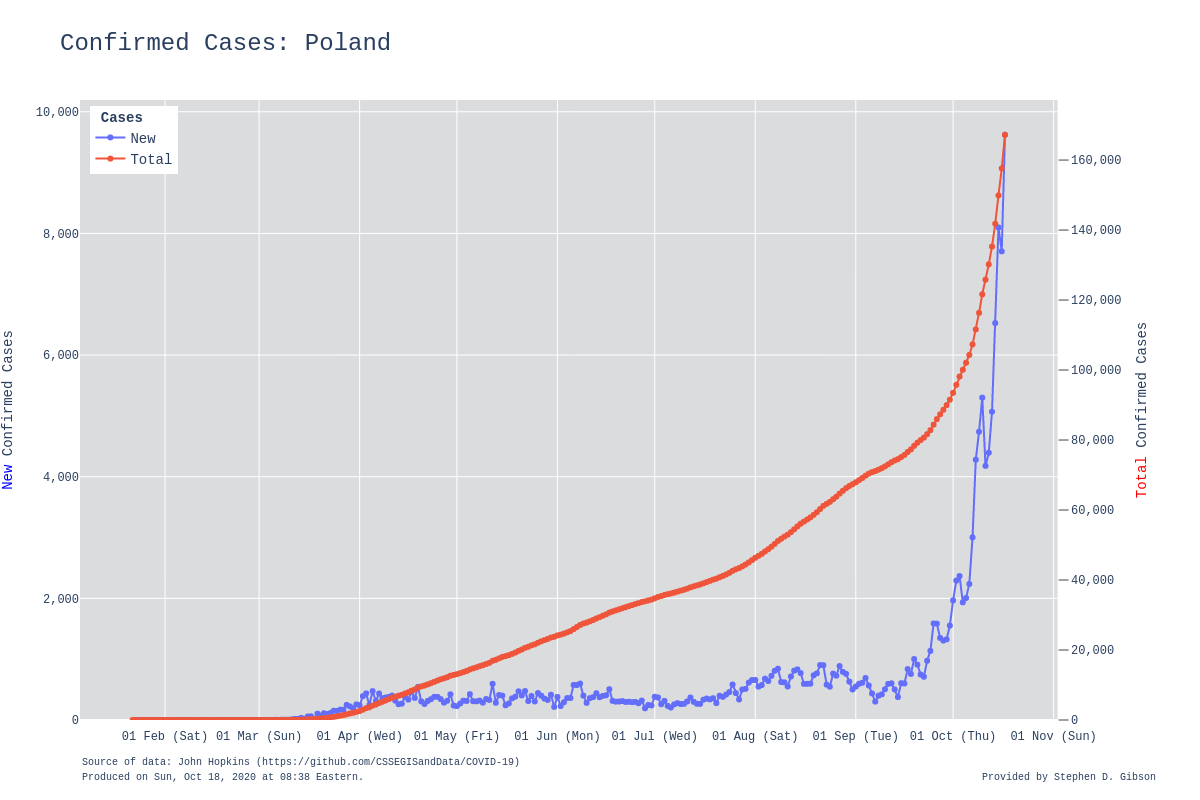 Confirmed Cases: Poland
Cases
New
Total
10,000
8,000
6,000
4,000
2,000
0
New Confirmed Cases
160,000
140,000
120,000
100,000
80,000
60,000
40,000
20,000
0
Total Confirmed Cases
01 Feb (Sat) 01 Mar (Sun) 01 Apr (Wed) 01 May (Fri) 01 Jun (Mon) 01 Jul (Wed) 01 Aug (Sat) 01 Sep (Tue) 01 Oct (Thu) 01 Nov (Sun)
Source of data: John Hopkins (https://github.com/CSSEGISandData/COVID-19)
Produced on Sun, Oct 18, 2020 at 08:38 Eastern.
Provided by Stephen D. Gibson